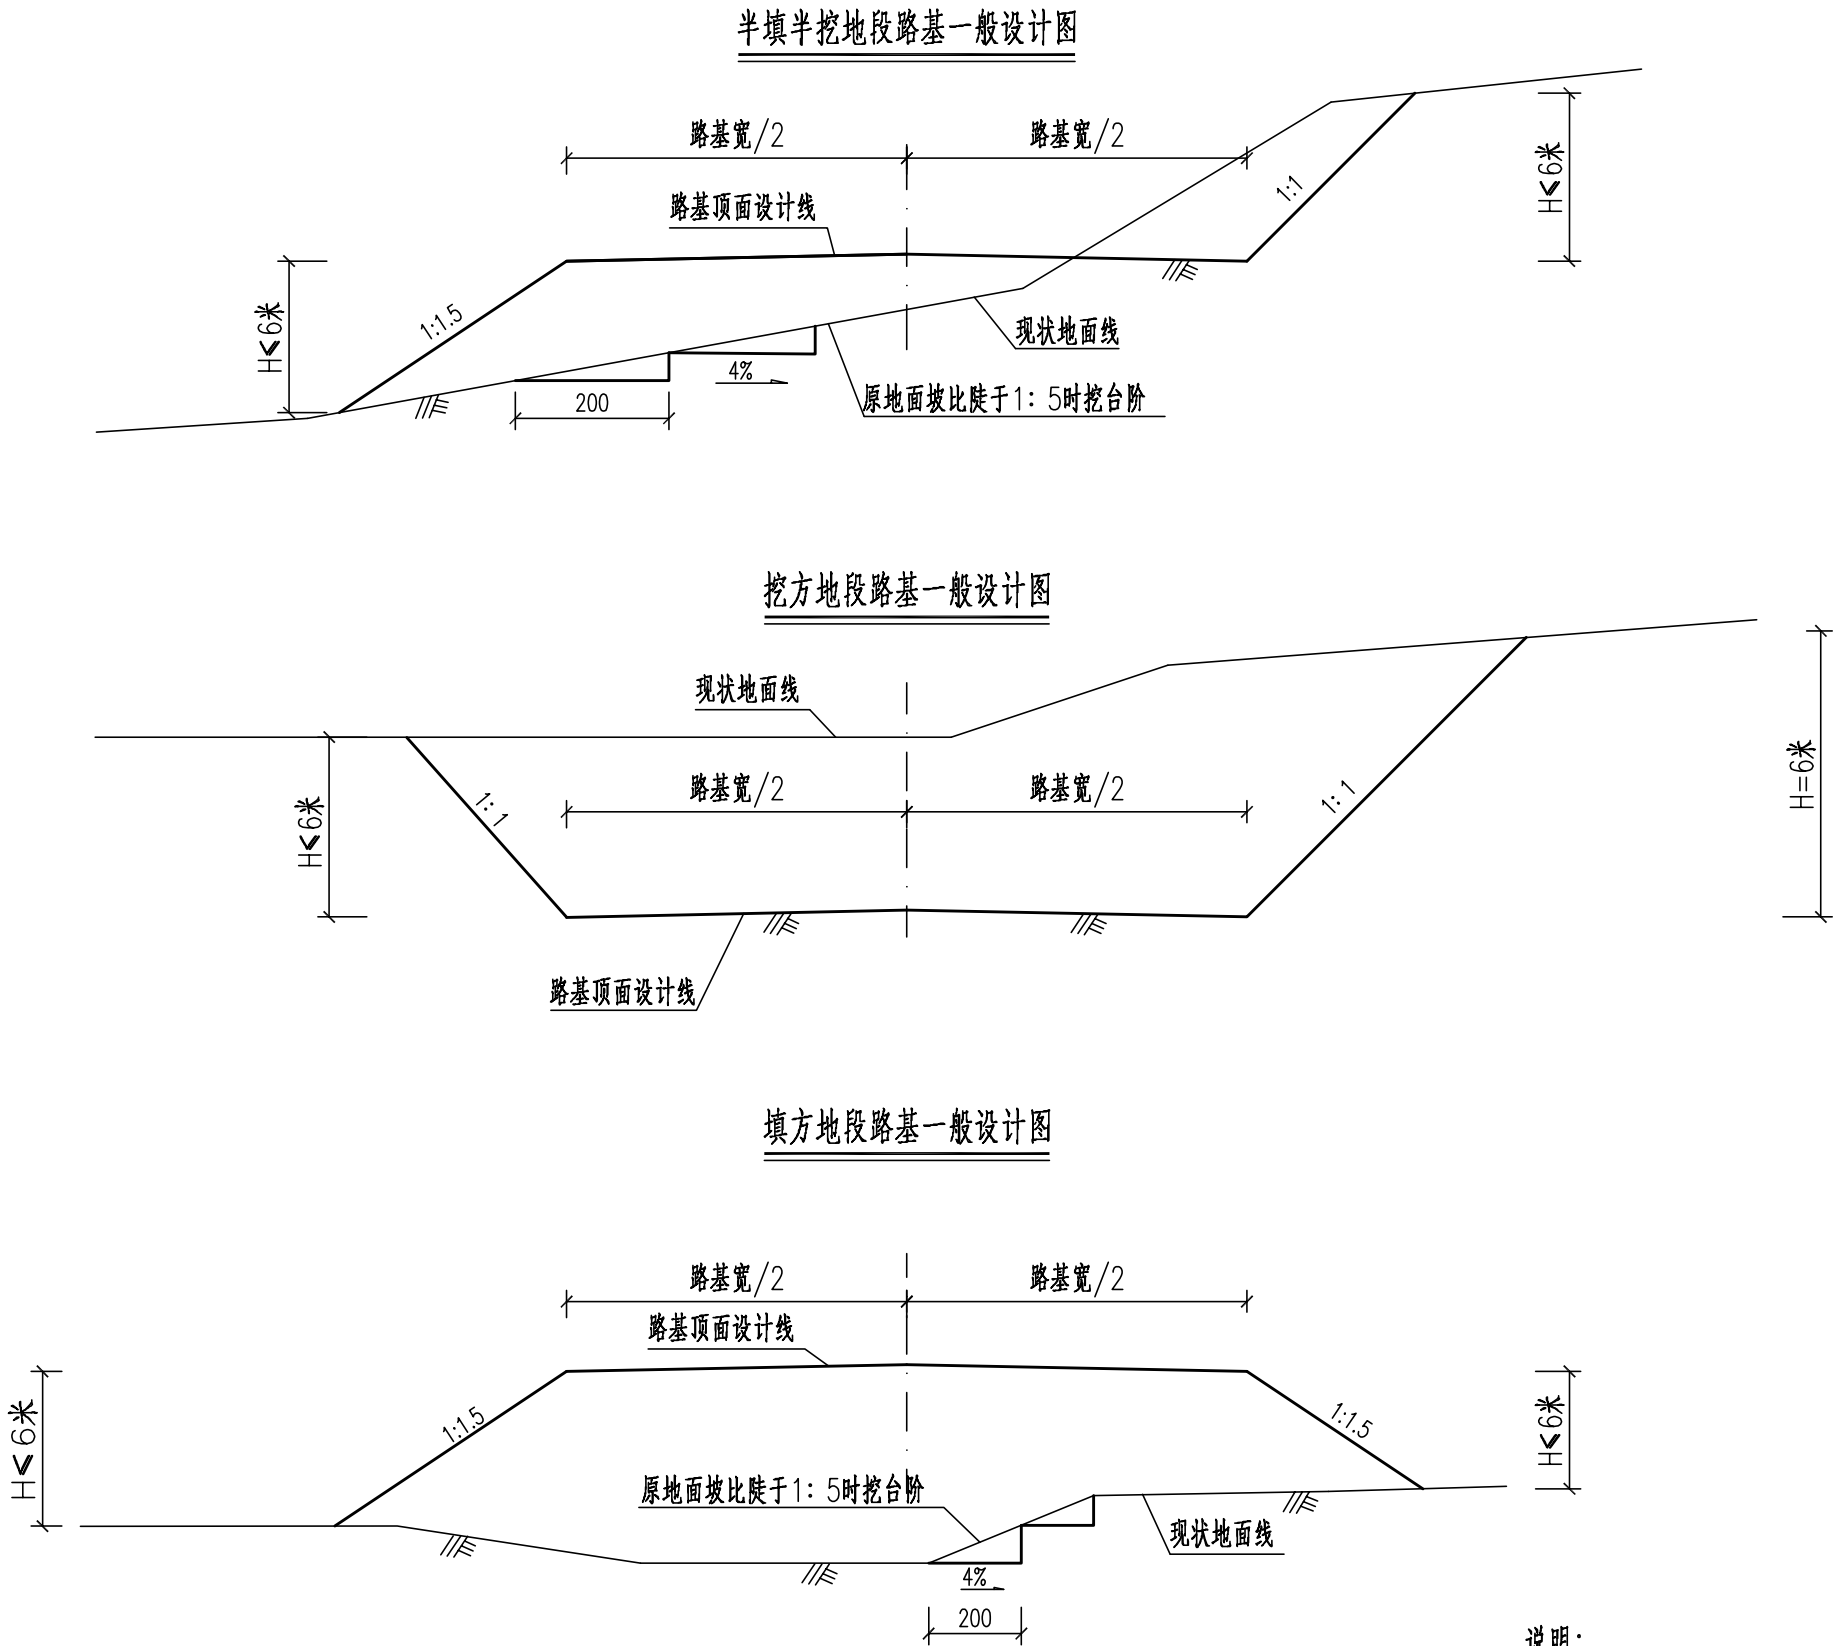 半填半挖地段路基一般设计图
路基宽/2
路基宽/2
H≤6米
1:1
路基顶面设计线
1:1.5
H≤6米
现状地面线
4%
200
原地面坡比陡于1：5时挖台阶
挖方地段路基一般设计图
现状地面线
路基宽/2
路基宽/2
1:1
1:1
H≤6米
H=6米
路基顶面设计线
填方地段路基一般设计图
路基宽/2
路基宽/2
路基顶面设计线
H≤6米
1:1.5
1:1.5
H≤6米
原地面坡比陡于1：5时挖台阶
现状地面线
4%
200
说明：